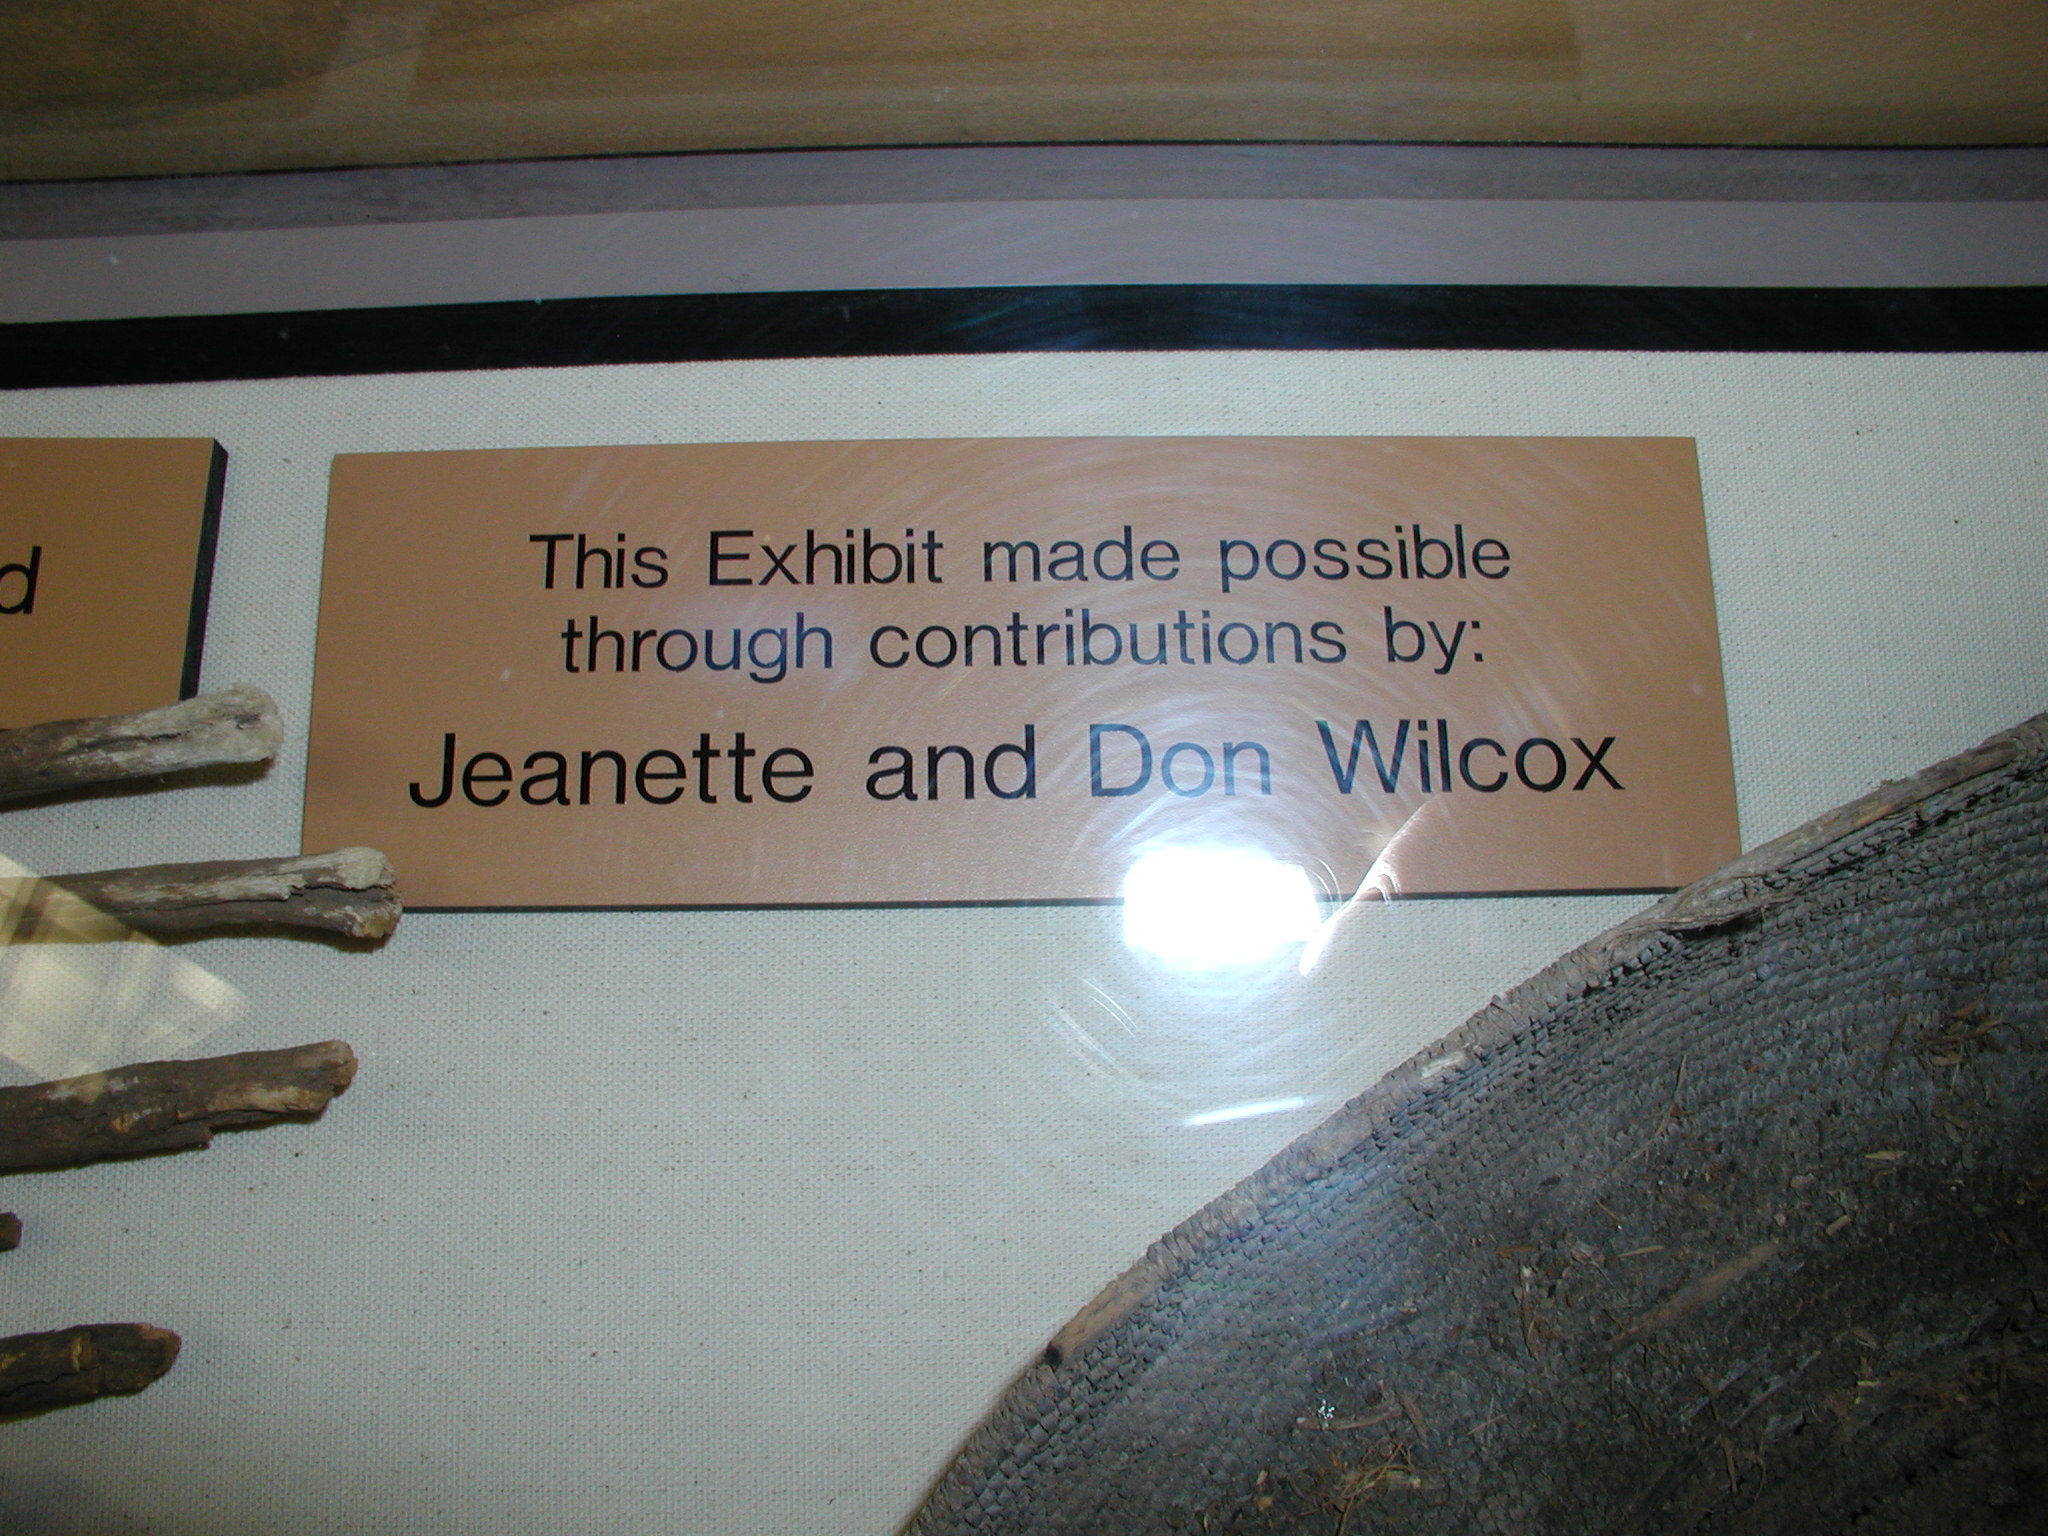 This Exhibit made possible
through contributions by:
Jeanette and Don Wilcox